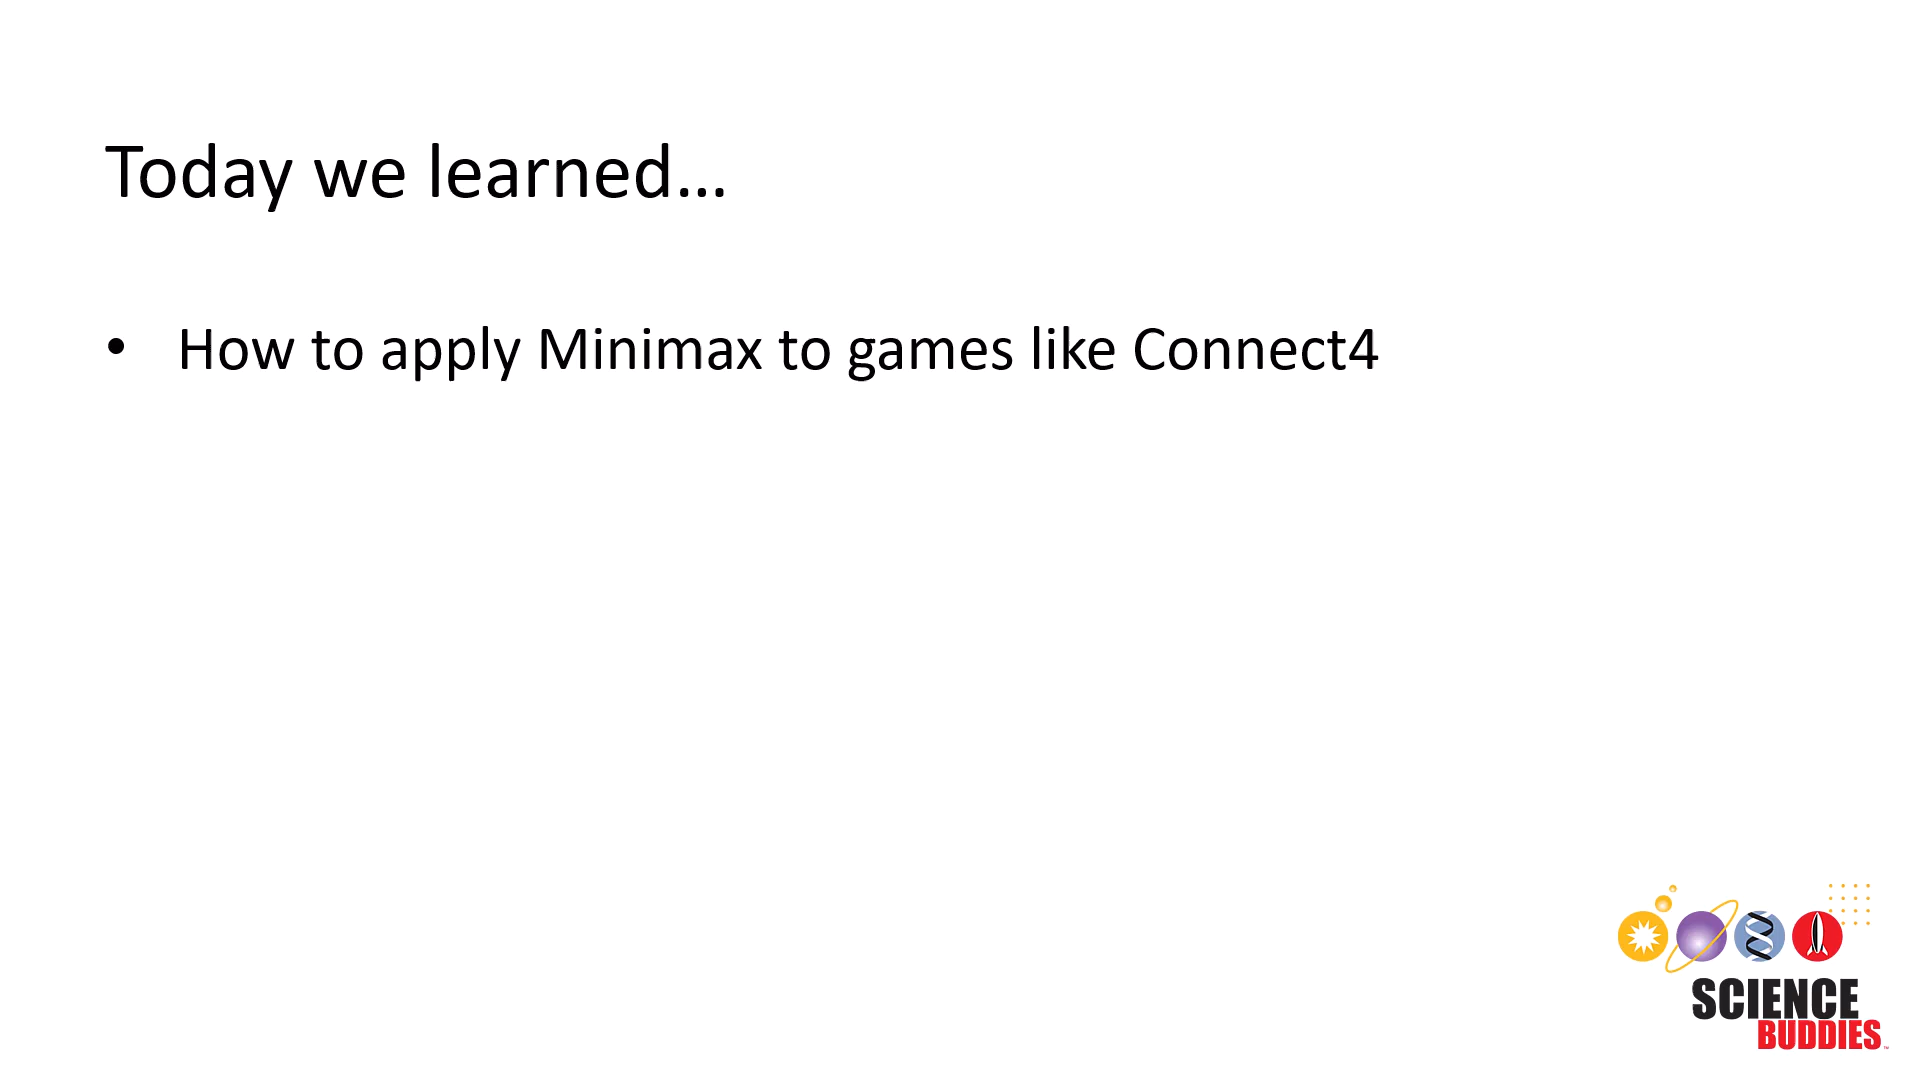 Today we learned…
• How to apply Minimax to games like Connect4
SCIENCE
BUDDIES